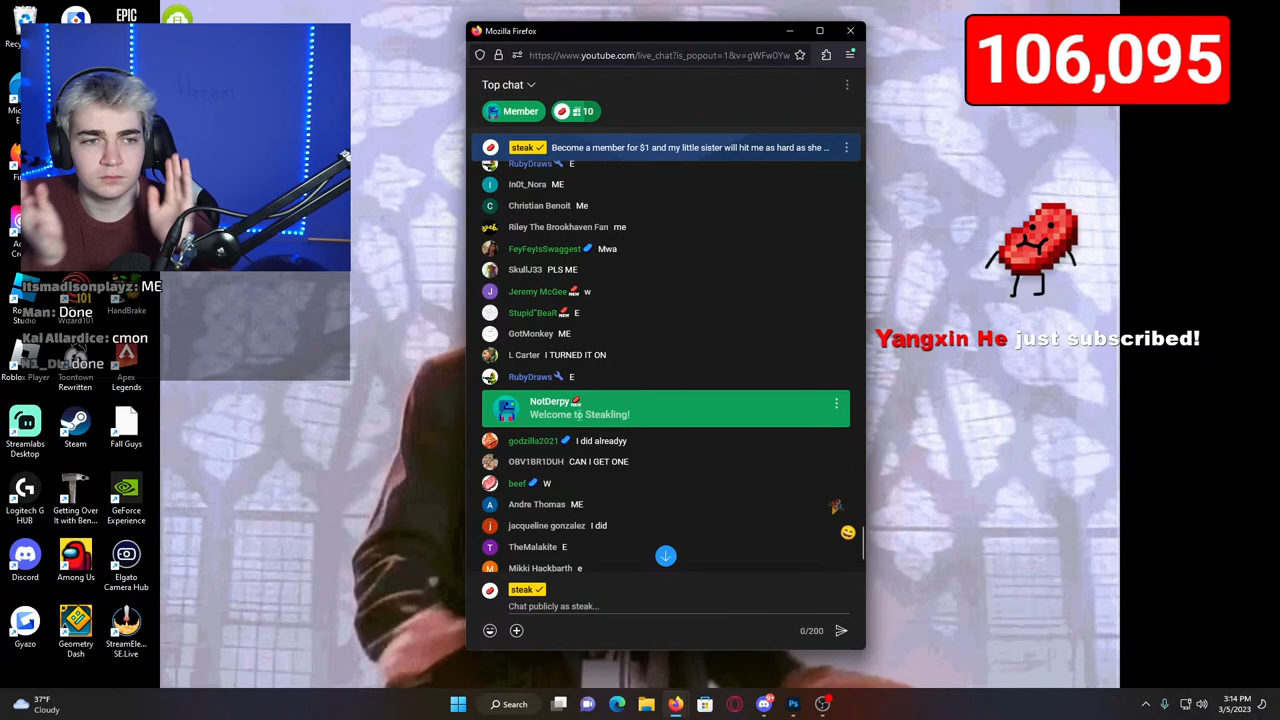 EPIC
106,095
Mozilla Firefox
https://www.youtube.com/live_chat?is_popout=1&v=gWFw0Yw
Top chat
Member
10
steak Become a member for $1 and my little sister will hit me as hard as she ...
RubyDraws E
In0t_Nora ME
Christian Benoit Me
Riley The Brookhaven Fan me
FeyFeyIsSwaggest Mwa
SkullJ33 PLS ME
Jeremy McGee w
Stupid"BeaR E
GotMonkey ME
L Carter I TURNED IT ON
RubyDraws E
NotDerpy
Welcome to Steakling!
godzilla2021 I did alreadyy
OBV1BR1DUH CAN I GET ONE
beef W
Andre Thomas ME
jacqueline gonzalez I did
TheMalakite E
Mikki Hackbarth e
steak
Chat publicly as steak...
0/200
Yangxin He just subscribed!
Itsmadisonplayz: ME
Man: Done
Kai Allardice: cmon
done
Studio
Wizard101
HandBrake
Roblox Player
Toontown Rewritten
Apex Legends
Streamlabs Desktop
Steam
Fall Guys
Logitech G HUB
Getting Over It with Ben...
GeForce Experience
Discord
Among Us
Elgato Camera Hub
Gyazo
Geometry Dash
StreamEle... SE.Live
37°F
Cloudy
Search
3:14 PM
3/5/2023